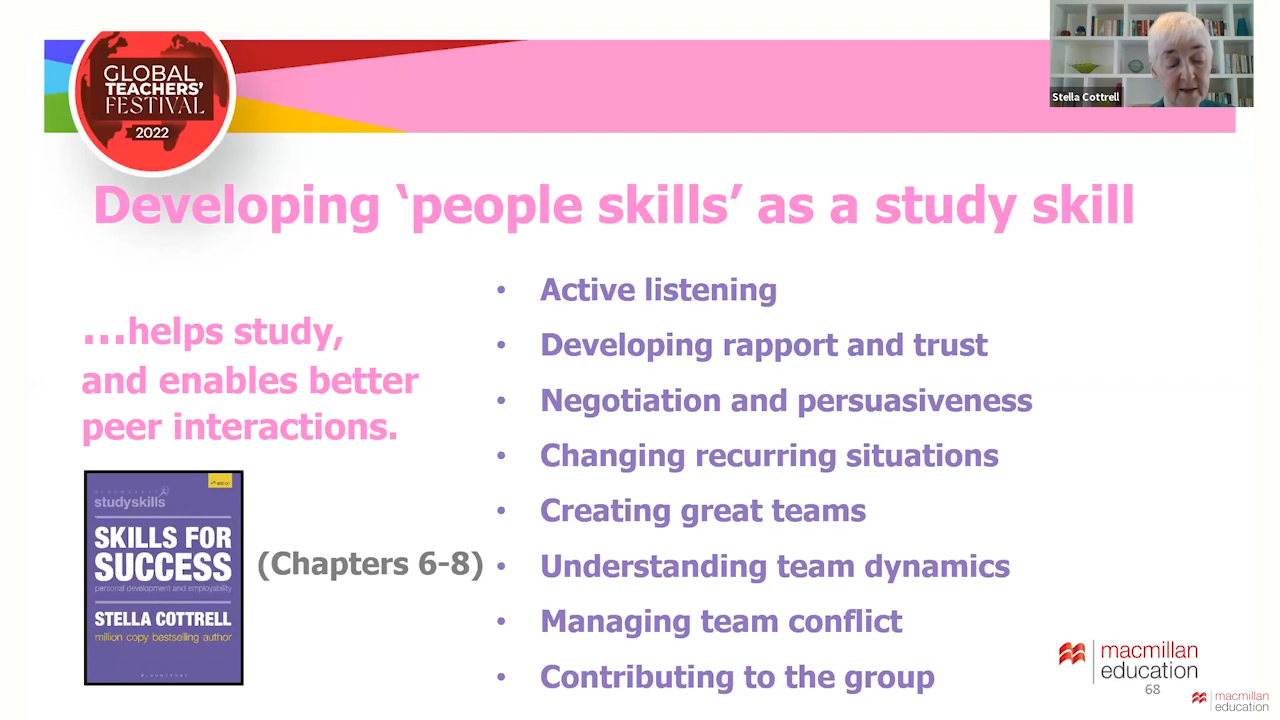 GLOBAL
TEACHERS'
FESTIVAL
2022
Stella Cottrell
Developing ‘people skills’ as a study skill
...helps study,
and enables better
peer interactions.
studyskills
SKILLS FOR
SUCCESS
personal development and employability
STELLA COTTRELL
million copy bestselling author
(Chapters 6-8)
• Active listening
• Developing rapport and trust
• Negotiation and persuasiveness
• Changing recurring situations
• Creating great teams
• Understanding team dynamics
• Managing team conflict
• Contributing to the group
macmillan
education
68
macmillan
education